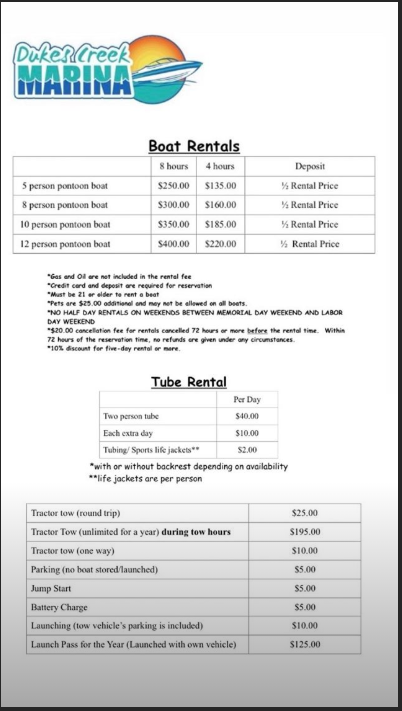 Dukes Creek
MARINA
Boat Rentals
8 hours 4 hours Deposit
5 person pontoon boat $250.00 $135.00 ½ Rental Price
8 person pontoon boat $300.00 $160.00 ½ Rental Price
10 person pontoon boat $350.00 $185.00 ½ Rental Price
12 person pontoon boat $400.00 $220.00 ½ Rental Price
*Gas and Oil are not included in the rental fee
*Credit card and deposit are required for reservation
*Must be 21 or older to rent a boat
*Pets are $25.00 additional and may not be allowed on all boats.
*NO HALF DAY RENTALS ON WEEKENDS BETWEEN MEMORIAL DAY WEEKEND AND LABOR
DAY WEEKEND
*$20.00 cancellation fee for rentals cancelled 72 hours or more before the rental time. Within
72 hours of the reservation time, no refunds are given under any circumstances.
*10% discount for five-day rental or more.
Tube Rental
Per Day
Two person tube $40.00
Each extra day $10.00
Tubing/ Sports life jackets** $2.00
*with or without backrest depending on availability
**life jackets are per person
Tractor tow (round trip) $25.00
Tractor Tow (unlimited for a year) during tow hours $195.00
Tractor tow (one way) $10.00
Parking (no boat stored/launched) $5.00
Jump Start $5.00
Battery Charge $5.00
Launching (tow vehicle's parking is included) $10.00
Launch Pass for the Year (Launched with own vehicle) $125.00